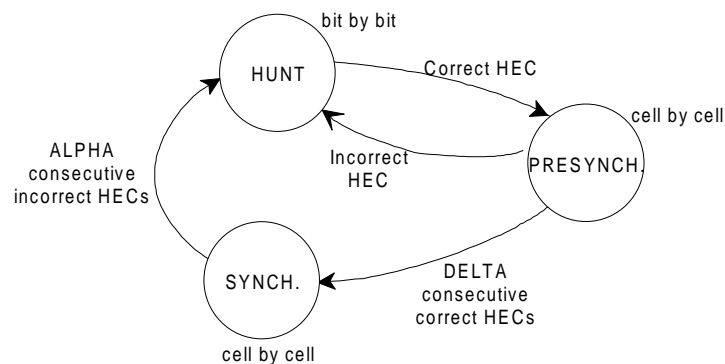 bit by bit
HUNT
Correct HEC
cell by cell
Incorrect
HEC
PRESYNCH.
ALPHA
consecutive
incorrect HECs
SYNCH.
DELTA
consecutive
correct HECs
cell by cell